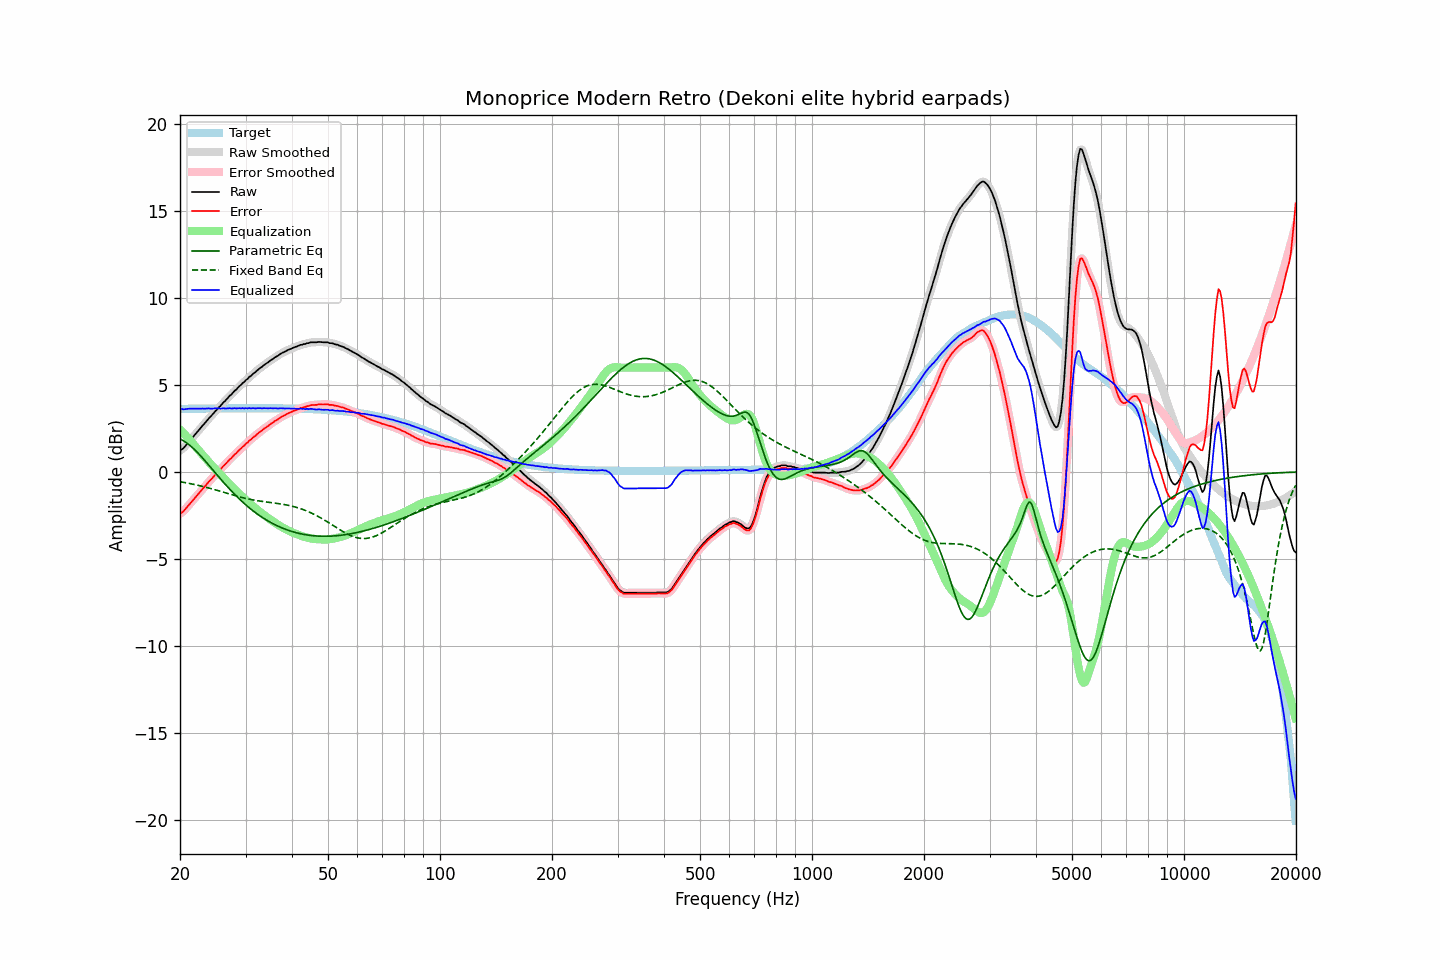 Monoprice Modern Retro (Dekoni elite hybrid earpads)
Target
Raw Smoothed
Error Smoothed
Raw
Error
Equalization
Parametric Eq
Fixed Band Eq
Equalized
Amplitude (dBr)
20
15
10
5
0
−5
−10
−15
−20
20 50 100 200 500 1000 2000 5000 10000 20000
Frequency (Hz)